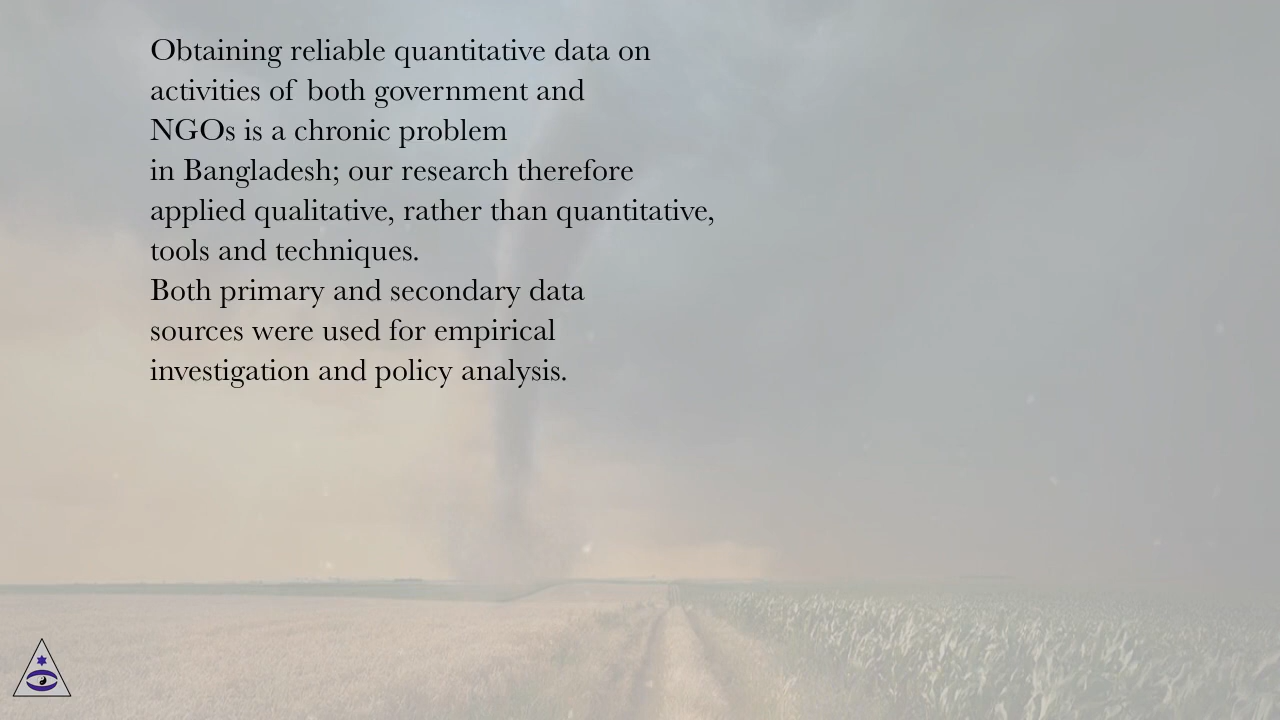 Obtaining reliable quantitative data on
activities of both government and
NGOs is a chronic problem
in Bangladesh; our research therefore
applied qualitative, rather than quantitative,
tools and techniques.
Both primary and secondary data
sources were used for empirical
investigation and policy analysis.